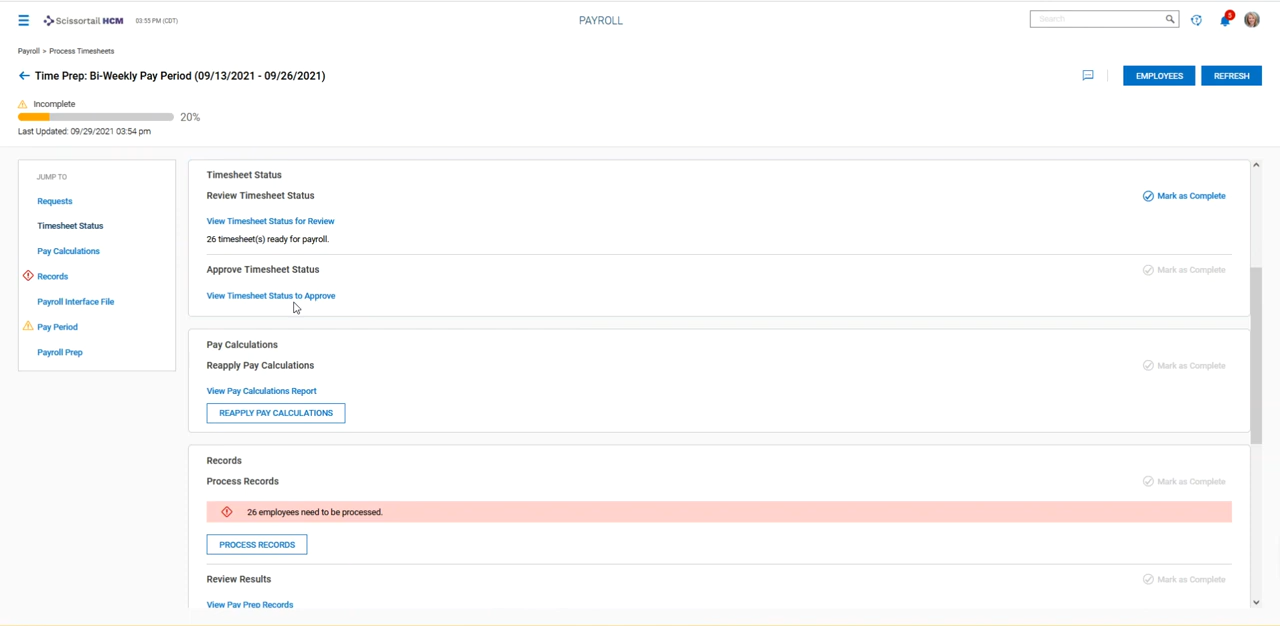 Scissortail HCM
03:55 PM (CDT)
PAYROLL
Search
3
Payroll > Process Timesheets
Time Prep: Bi-Weekly Pay Period (09/13/2021 - 09/26/2021)
EMPLOYEES
REFRESH
Incomplete
20%
Last Updated: 09/29/2021 03:54 pm
JUMP TO
Requests
Timesheet Status
Pay Calculations
Records
Payroll Interface File
Pay Period
Payroll Prep
Timesheet Status
Review Timesheet Status
Mark as Complete
View Timesheet Status for Review
26 timesheet(s) ready for payroll.
Approve Timesheet Status
Mark as Complete
View Timesheet Status to Approve
Pay Calculations
Reapply Pay Calculations
Mark as Complete
View Pay Calculations Report
REAPPLY PAY CALCULATIONS
Records
Process Records
Mark as Complete
26 employees need to be processed.
PROCESS RECORDS
Review Results
Mark as Complete
View Pay Prep Records